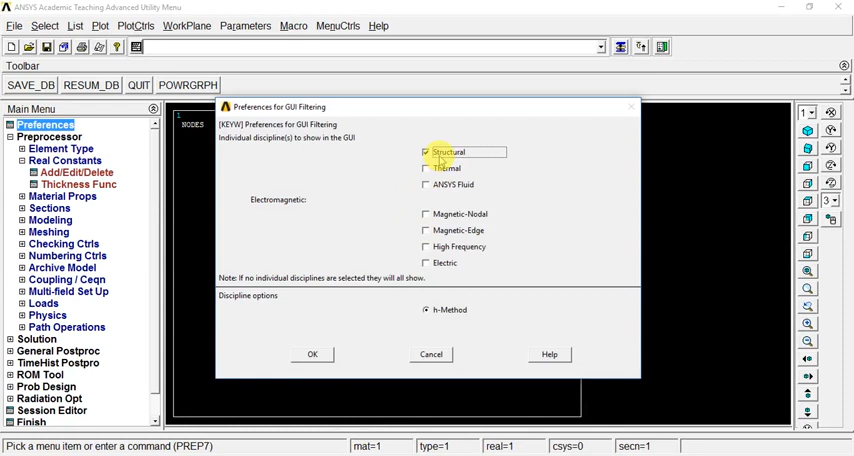 ANSYS Academic Teaching Advanced Utility Menu
File Select List Plot PlotCtrls WorkPlane Parameters Macro MenuCtrls Help
Toolbar
SAVE_DB RESUM_DB QUIT POWRGRPH
Main Menu
Preferences
Preprocessor
Element Type
Real Constants
Add/Edit/Delete
Thickness Func
Material Props
Sections
Modeling
Meshing
Checking Ctrls
Numbering Ctrls
Archive Model
Coupling / Ceqn
Multi-field Set Up
Loads
Physics
Path Operations
Solution
General Postproc
TimeHist Postpro
ROM Tool
Prob Design
Radiation Opt
Session Editor
Finish
1
NODES
Preferences for GUI Filtering
[KEYW] Preferences for GUI Filtering
Individual discipline(s) to show in the GUI
Structural
Thermal
ANSYS Fluid
Electromagnetic:
Magnetic-Nodal
Magnetic-Edge
High Frequency
Electric
Note: If no individual disciplines are selected they will all show.
Discipline options
h-Method
OK Cancel Help
1
3
Pick a menu item or enter a command (PREP7) mat=1 type=1 real=1 csys=0 secn=1